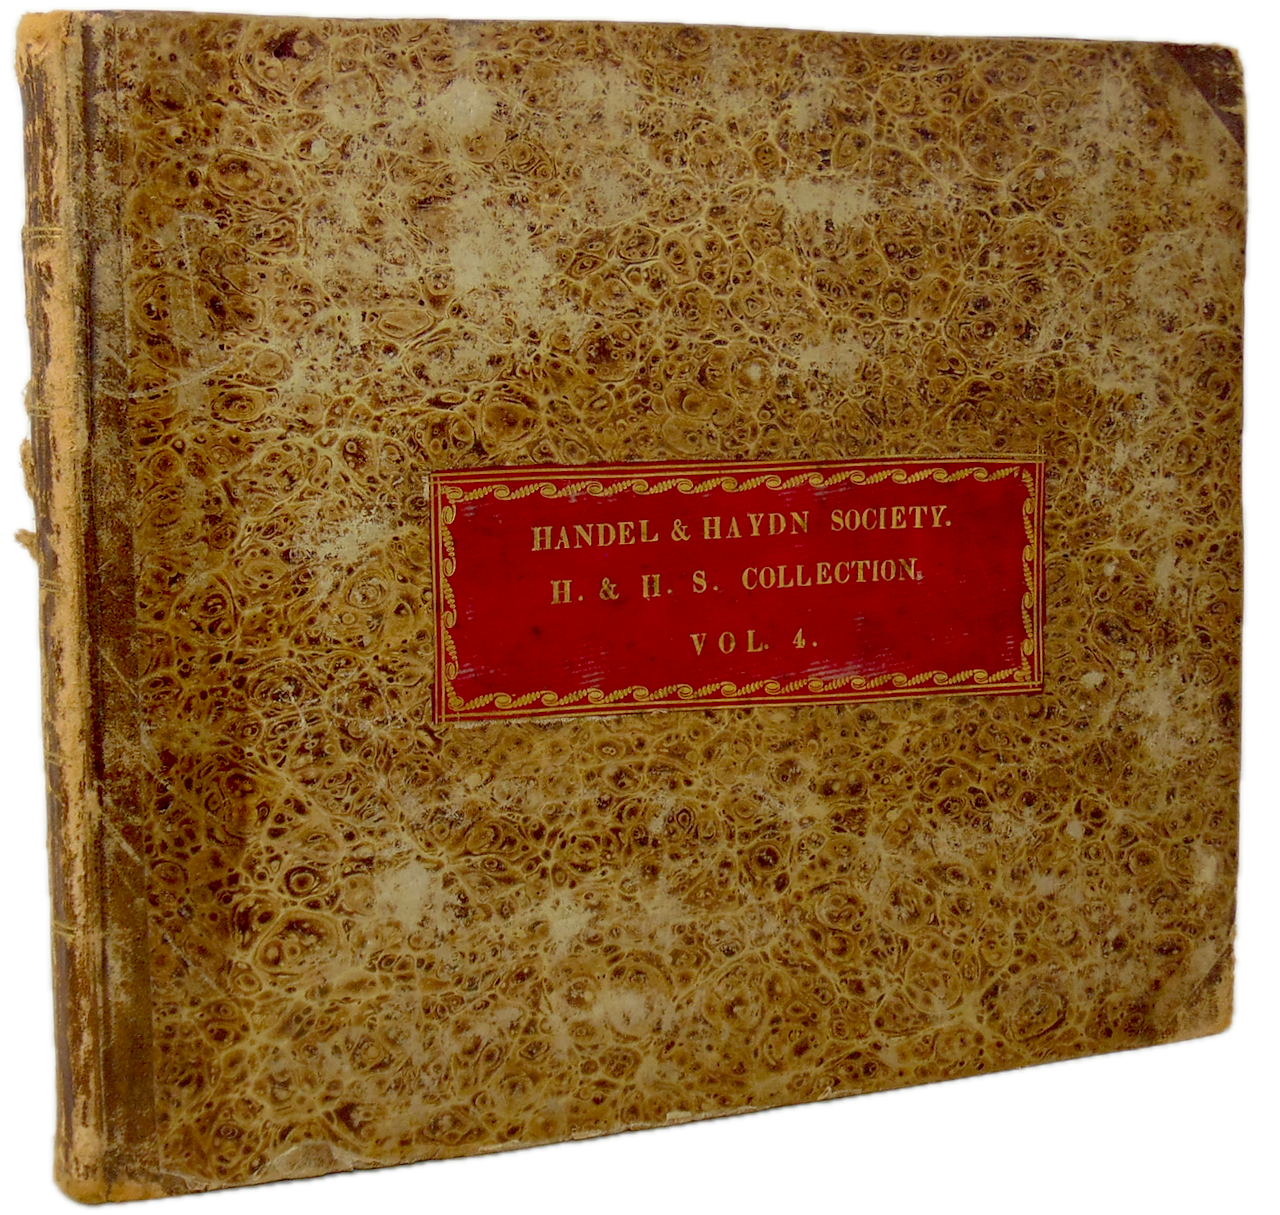 HANDEL & HAYDN SOCIETY.
H. & H. S. COLLECTION.
VOL. 4.